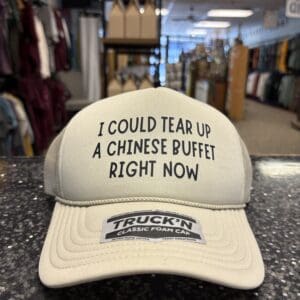 I COULD TEAR UP
A CHINESE BUFFET
RIGHT NOW
TRUCK'N
CLASSIC FOAM CAP